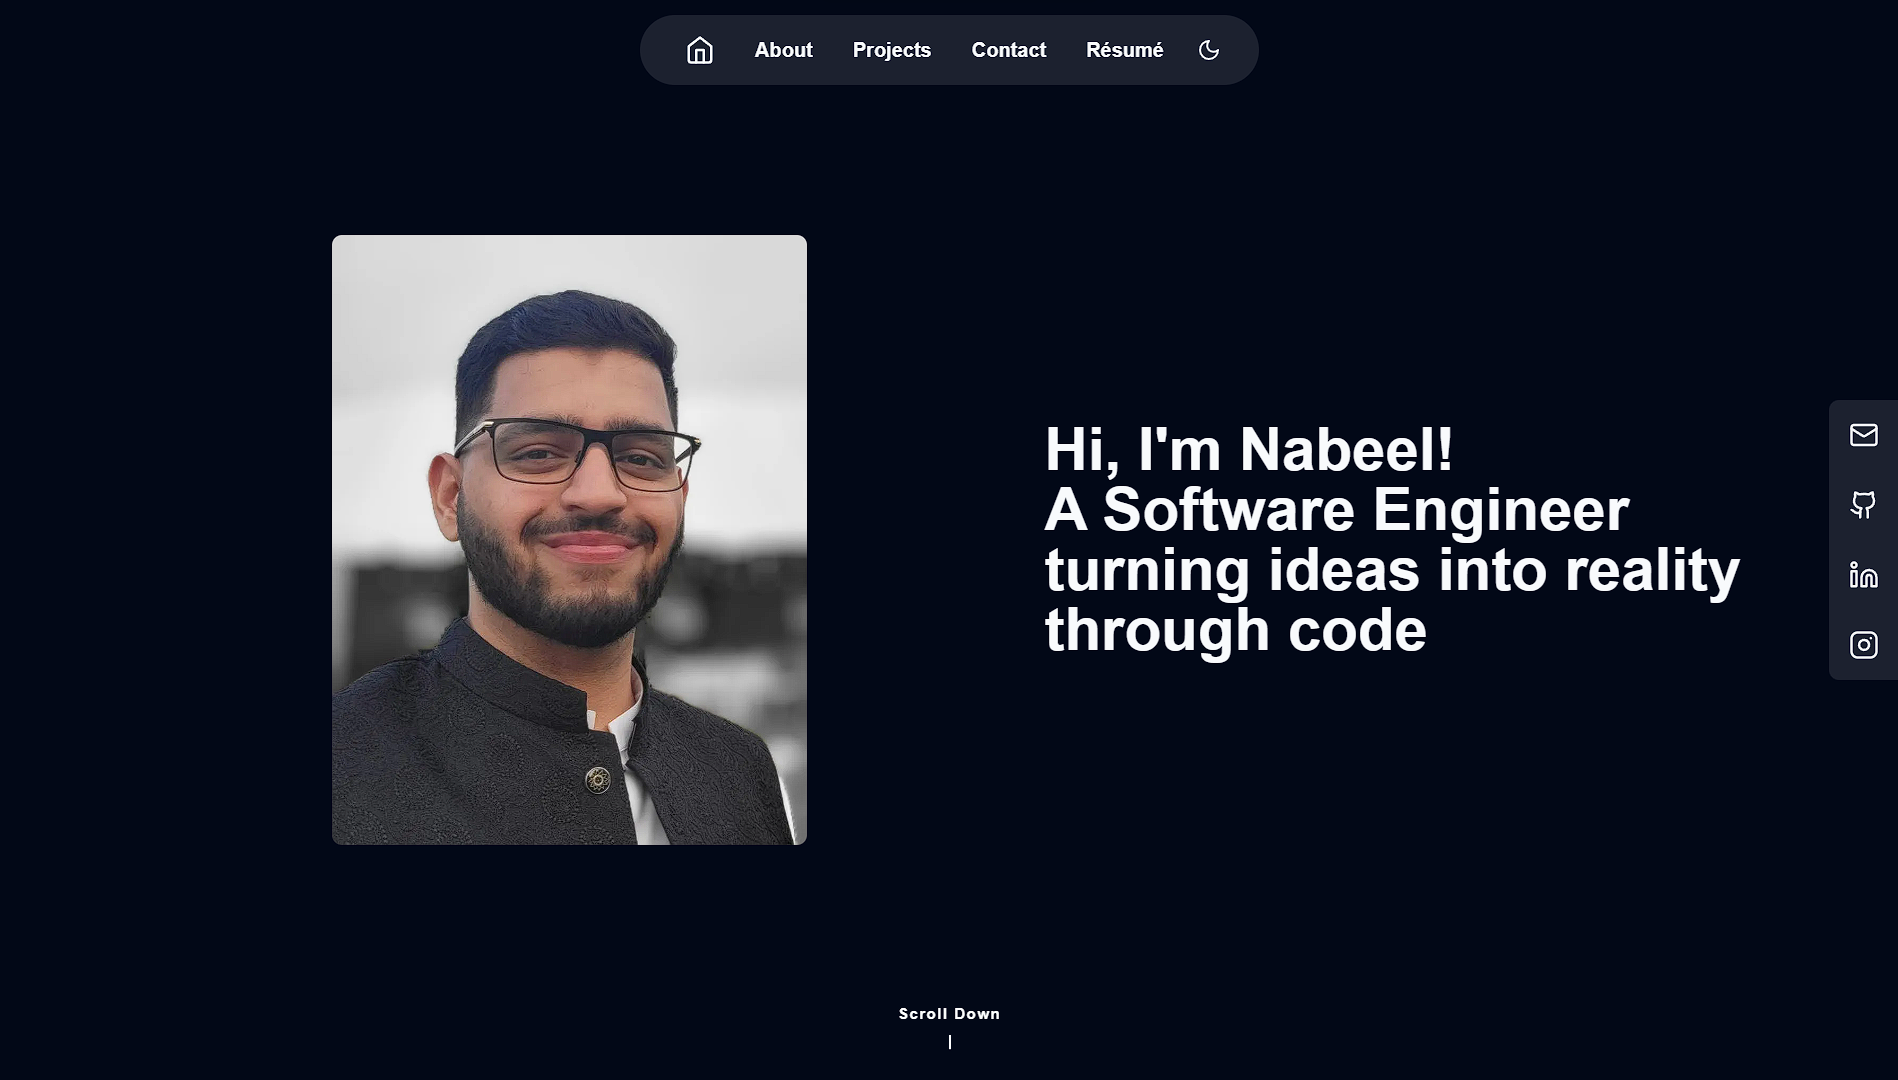 About Projects Contact Résumé
Hi, I'm Nabeel!
A Software Engineer
turning ideas into reality
through code
Scroll Down